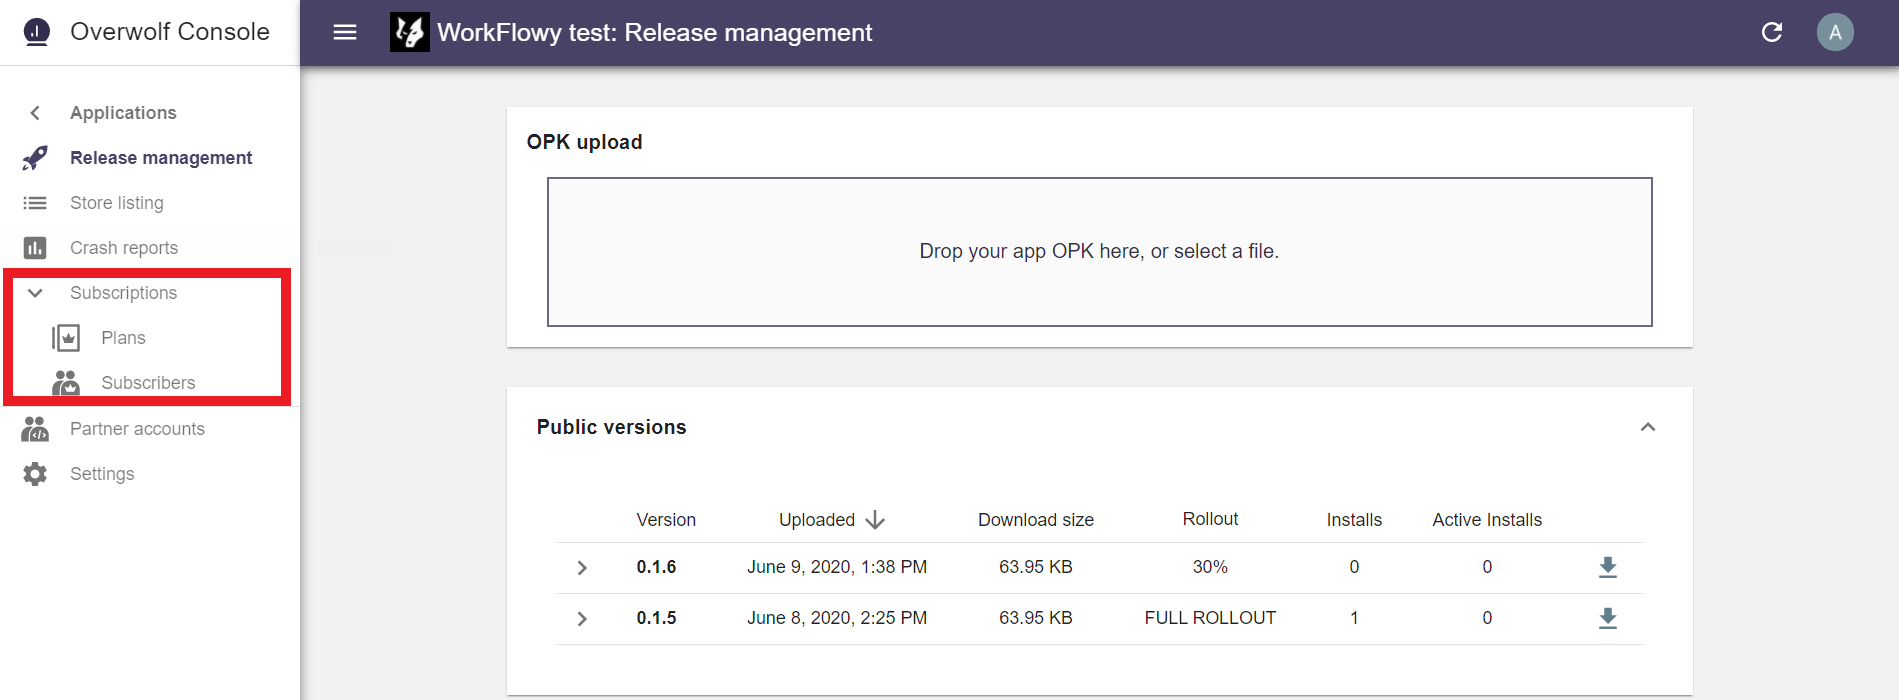 Overwolf Console
WorkFlowy test: Release management
A
Applications
Release management
Store listing
Crash reports
Subscriptions
Plans
Subscribers
Partner accounts
Settings
OPK upload
Drop your app OPK here, or select a file.
Public versions
Version Uploaded Download size Rollout Installs Active Installs
0.1.6 June 9, 2020, 1:38 PM 63.95 KB 30% 0 0
0.1.5 June 8, 2020, 2:25 PM 63.95 KB FULL ROLLOUT 1 0